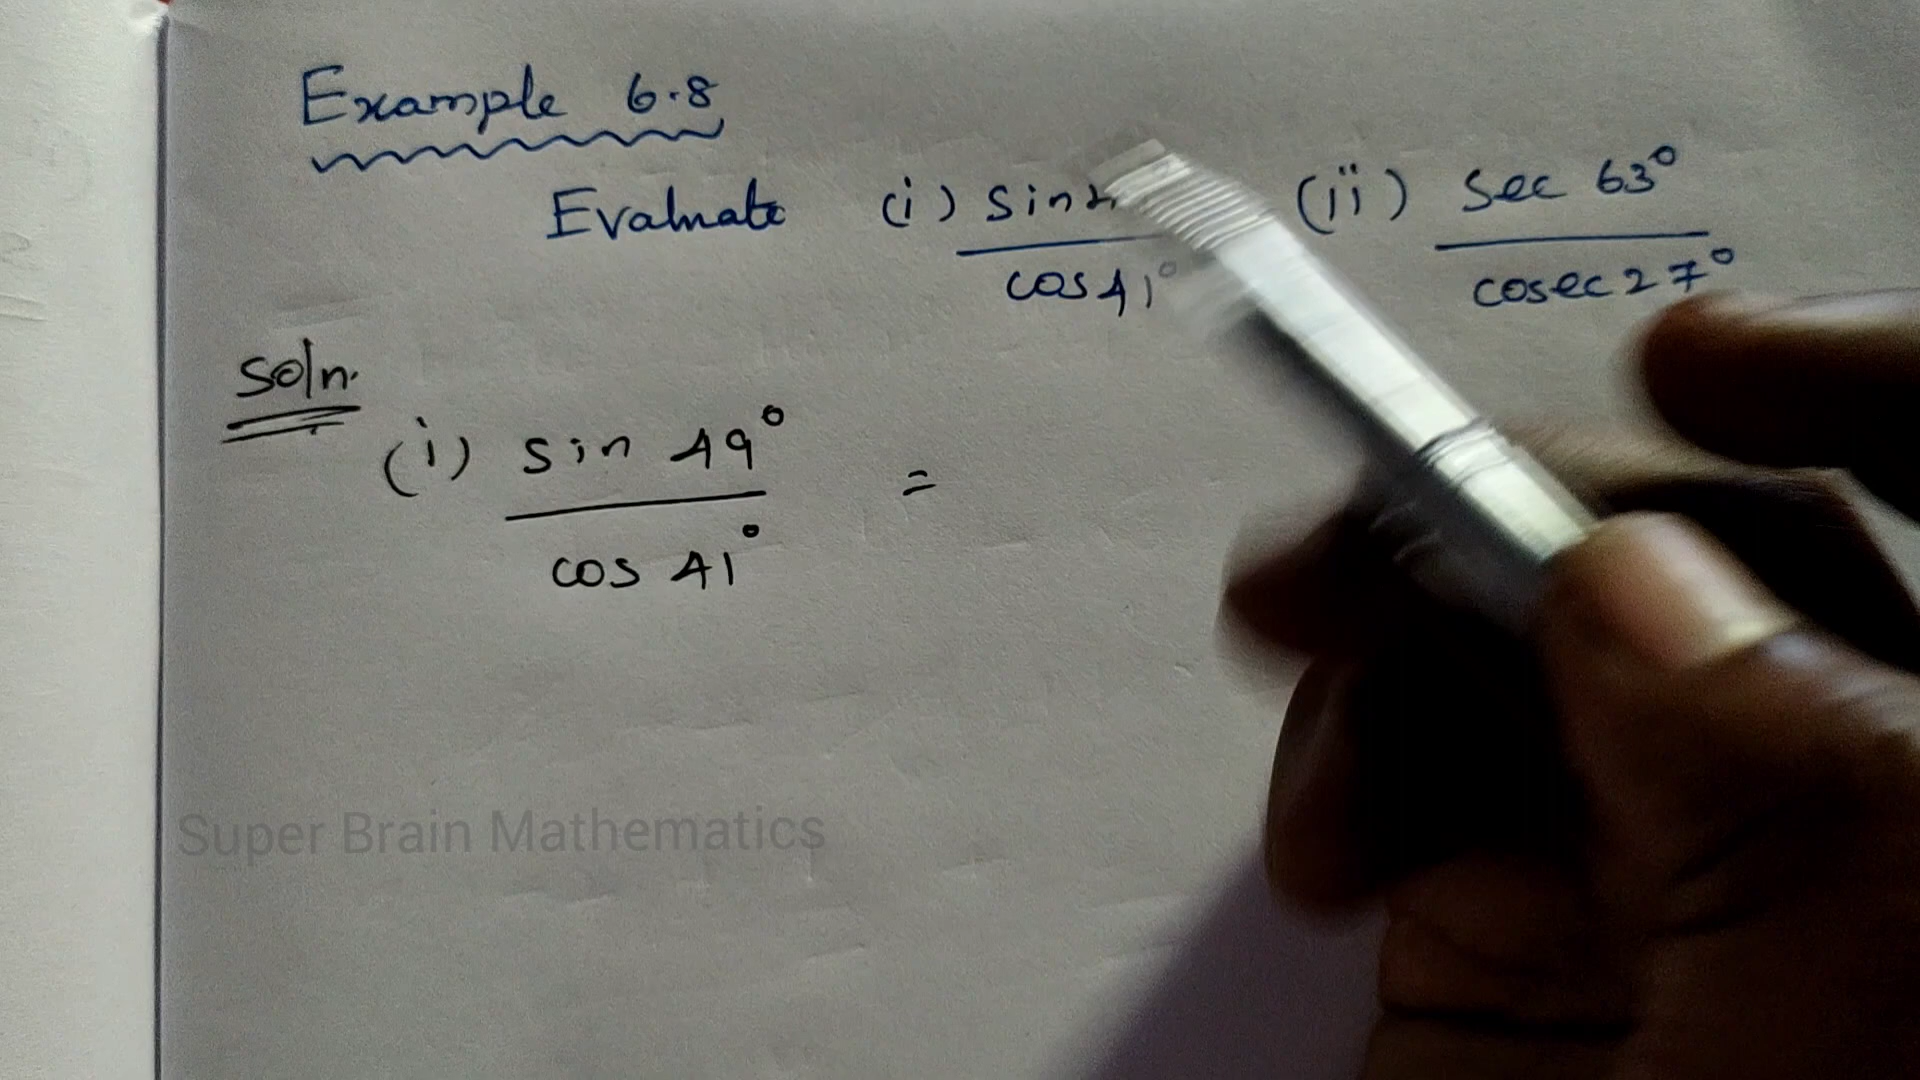 Example 6.8
Evaluate (i) sin (ii) sec 63°
cos 41° cosec 27°
Soln.
(i) sin 49° =
cos 41°
Super Brain Mathematics